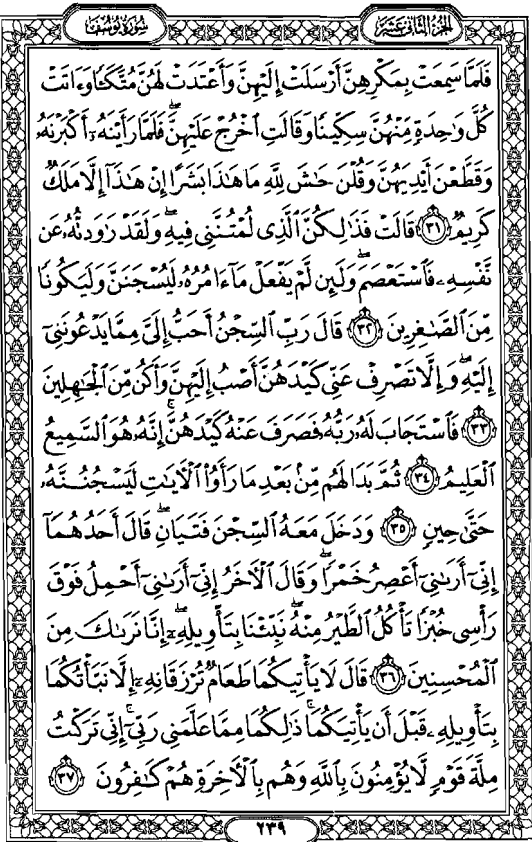 سُورَةُ يُوسُف
الجزء الثاني عشر
فَلَمَّا سَمِعَتْ بِمَكْرِهِنَّ أَرْسَلَتْ إِلَيْهِنَّ وَأَعْتَدَتْ لَهُنَّ مُتَّكَـًٔا وَءَاتَتْ
كُلَّ وَٰحِدَةٍ مِّنْهُنَّ سِكِّينًا وَقَالَتِ ٱخْرُجْ عَلَيْهِنَّ ۖ فَلَمَّا رَأَيْنَهُۥٓ أَكْبَرْنَهُۥ
وَقَطَّعْنَ أَيْدِيَهُنَّ وَقُلْنَ حَـٰشَ لِلَّهِ مَا هَـٰذَا بَشَرًا إِنْ هَـٰذَآ إِلَّا مَلَكٌ
كَرِيمٌ ٣١ قَالَتْ فَذَٰلِكُنَّ ٱلَّذِى لُمْتُنَّنِى فِيهِ ۖ وَلَقَدْ رَٰوَدتُّهُۥ عَن
نَّفْسِهِۦ فَٱسْتَعْصَمَ ۖ وَلَئِن لَّمْ يَفْعَلْ مَآ ءَامُرُهُۥ لَيُسْجَنَنَّ وَلَيَكُونًا
مِّنَ ٱلصَّـٰغِرِينَ ٣٢ قَالَ رَبِّ ٱلسِّجْنُ أَحَبُّ إِلَىَّ مِمَّا يَدْعُونَنِىٓ
إِلَيْهِ ۖ وَإِلَّا تَصْرِفْ عَنِّى كَيْدَهُنَّ أَصْبُ إِلَيْهِنَّ وَأَكُن مِّنَ ٱلْجَـٰهِلِينَ
٣٣ فَٱسْتَجَابَ لَهُۥ رَبُّهُۥ فَصَرَفَ عَنْهُ كَيْدَهُنَّ ۚ إِنَّهُۥ هُوَ ٱلسَّمِيعُ
ٱلْعَلِيمُ ٣٤ ثُمَّ بَدَا لَهُم مِّنۢ بَعْدِ مَا رَأَوُا۟ ٱلْـَٔايَـٰتِ لَيَسْجُنُنَّهُۥ
حَتَّىٰ حِينٍ ٣٥ وَدَخَلَ مَعَهُ ٱلسِّجْنَ فَتَيَانِ ۖ قَالَ أَحَدُهُمَآ
إِنِّىٓ أَرَىٰنِىٓ أَعْصِرُ خَمْرًا ۖ وَقَالَ ٱلْـَٔاخَرُ إِنِّىٓ أَرَىٰنِىٓ أَحْمِلُ فَوْقَ
رَأْسِى خُبْزًا تَأْكُلُ ٱلطَّيْرُ مِنْهُ ۖ نَبِّئْنَا بِتَأْوِيلِهِۦٓ ۖ إِنَّا نَرَىٰكَ مِنَ
ٱلْمُحْسِنِينَ ٣٦ قَالَ لَا يَأْتِيكُمَا طَعَامٌ تُرْزَقَانِهِۦٓ إِلَّا نَبَّأْتُكُمَا
بِتَأْوِيلِهِۦ قَبْلَ أَن يَأْتِيَكُمَا ۚ ذَٰلِكُمَا مِمَّا عَلَّمَنِى رَبِّىٓ ۚ إِنِّى تَرَكْتُ
مِلَّةَ قَوْمٍ لَّا يُؤْمِنُونَ بِٱللَّهِ وَهُم بِٱلْـَٔاخِرَةِ هُمْ كَـٰفِرُونَ ٣٧
٢٣٩